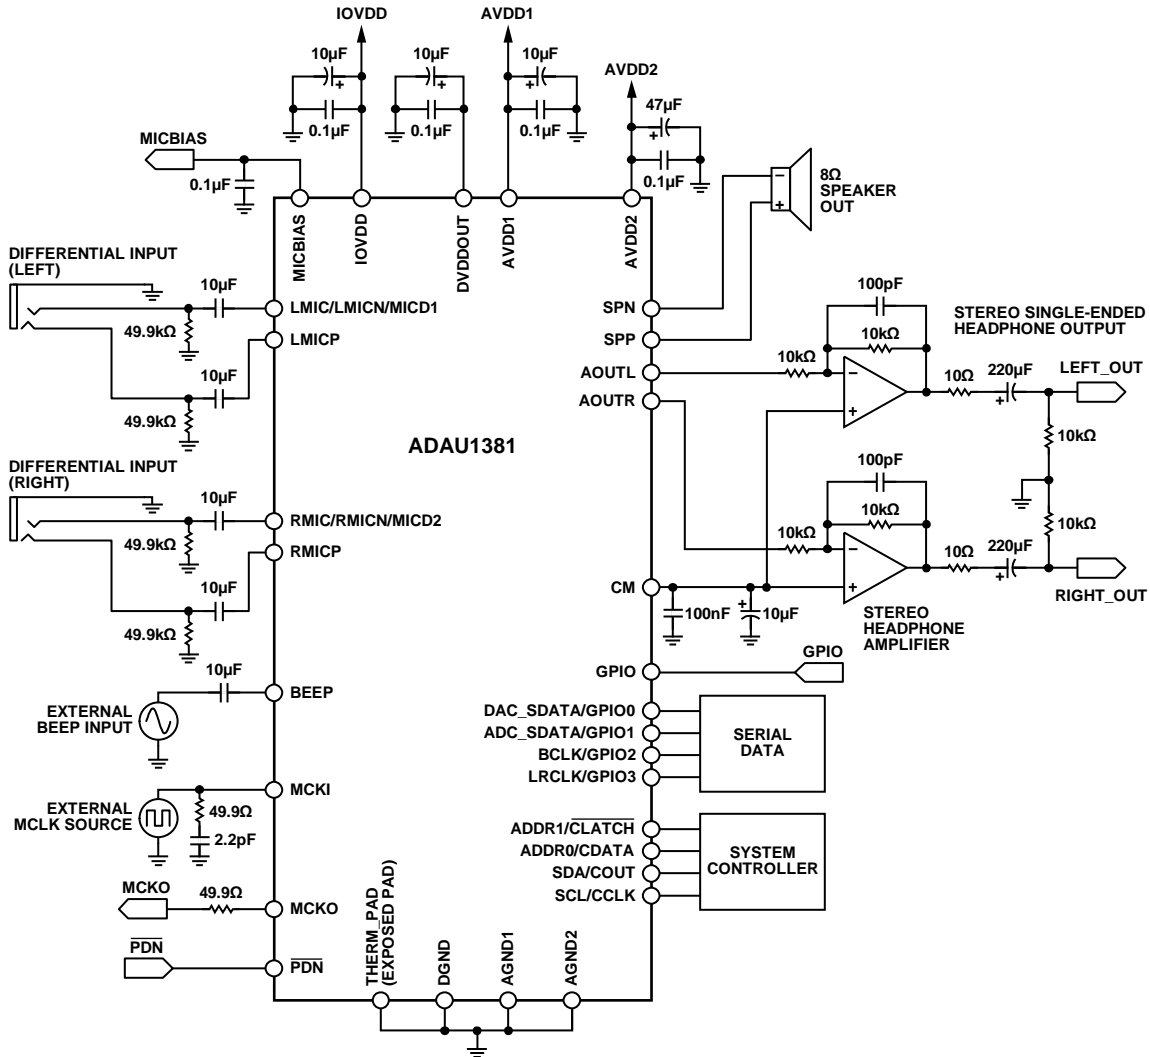 IOVDD
AVDD1
10µF
10µF
10µF
AVDD2
47µF
0.1µF
0.1µF
0.1µF
MICBIAS
0.1µF
0.1µF
8Ω
SPEAKER
OUT
MICBIAS
IOVDD
DVDDOUT
AVDD1
AVDD2
DIFFERENTIAL INPUT
(LEFT)
10µF
LMIC/LMICN/MICD1
49.9kΩ
LMICP
10µF
49.9kΩ
SPN
SPP
AOUTL
AOUTR
100pF
10kΩ
10kΩ
STEREO SINGLE-ENDED
HEADPHONE OUTPUT
10Ω
220µF
LEFT_OUT
−
+
+
10kΩ
ADAU1381
DIFFERENTIAL INPUT
(RIGHT)
10µF
RMIC/RMICN/MICD2
49.9kΩ
RMICP
10µF
49.9kΩ
100pF
10kΩ
10kΩ
10kΩ
10Ω
220µF
−
+
+
RIGHT_OUT
CM
100nF
+
10µF
STEREO
HEADPHONE
AMPLIFIER
GPIO
GPIO
10µF
BEEP
EXTERNAL
BEEP INPUT
DAC_SDATA/GPIO0
ADC_SDATA/GPIO1
BCLK/GPIO2
LRCLK/GPIO3
SERIAL
DATA
MCKI
EXTERNAL
MCLK SOURCE
49.9Ω
2.2pF
ADDR1/CLATCH
ADDR0/CDATA
SDA/COUT
SCL/CCLK
SYSTEM
CONTROLLER
MCKO
49.9Ω
MCKO
PDN
PDN
THERM_PAD
(EXPOSED PAD)
DGND
AGND1
AGND2